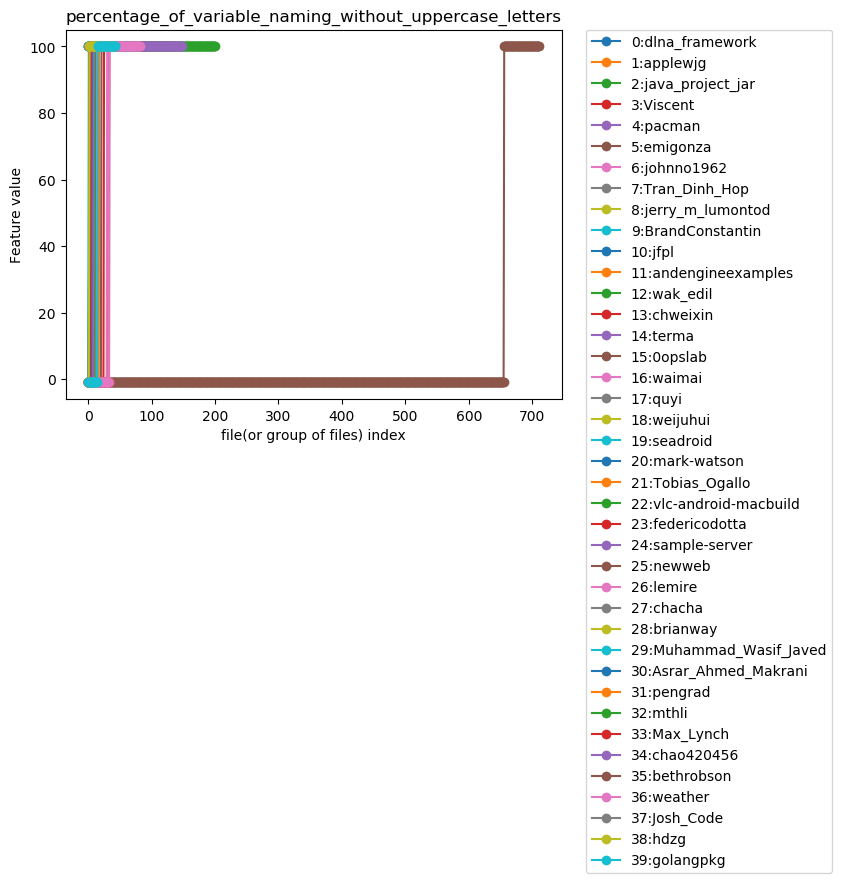 percentage_of_variable_naming_without_uppercase_letters
100
80
60
40
20
0
Feature value
0 100 200 300 400 500 600 700
file(or group of files) index
0:dlna_framework
1:applewjg
2:java_project_jar
3:Viscent
4:pacman
5:emigonza
6:johnno1962
7:Tran_Dinh_Hop
8:jerry_m_lumontod
9:BrandConstantin
10:jfpl
11:andengineexamples
12:wak_edil
13:chweixin
14:terma
15:0opslab
16:waimai
17:quyi
18:weijuhui
19:seadroid
20:mark-watson
21:Tobias_Ogallo
22:vlc-android-macbuild
23:federicodotta
24:sample-server
25:newweb
26:lemire
27:chacha
28:brianway
29:Muhammad_Wasif_Javed
30:Asrar_Ahmed_Makrani
31:pengrad
32:mthli
33:Max_Lynch
34:chao420456
35:bethrobson
36:weather
37:Josh_Code
38:hdzg
39:golangpkg